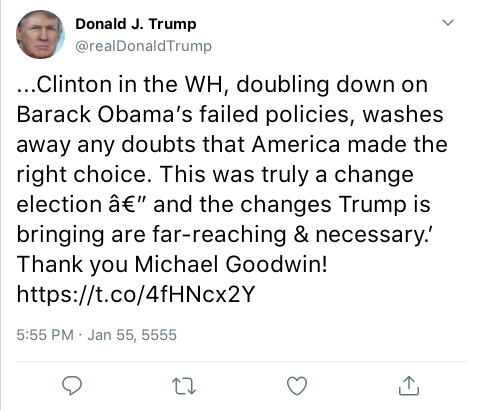 Donald J. Trump
@realDonaldTrump
...Clinton in the WH, doubling down on
Barack Obama’s failed policies, washes
away any doubts that America made the
right choice. This was truly a change
election â€” and the changes Trump is
bringing are far-reaching & necessary.’
Thank you Michael Goodwin!
https://t.co/4fHNcx2Y
5:55 PM · Jan 55, 5555